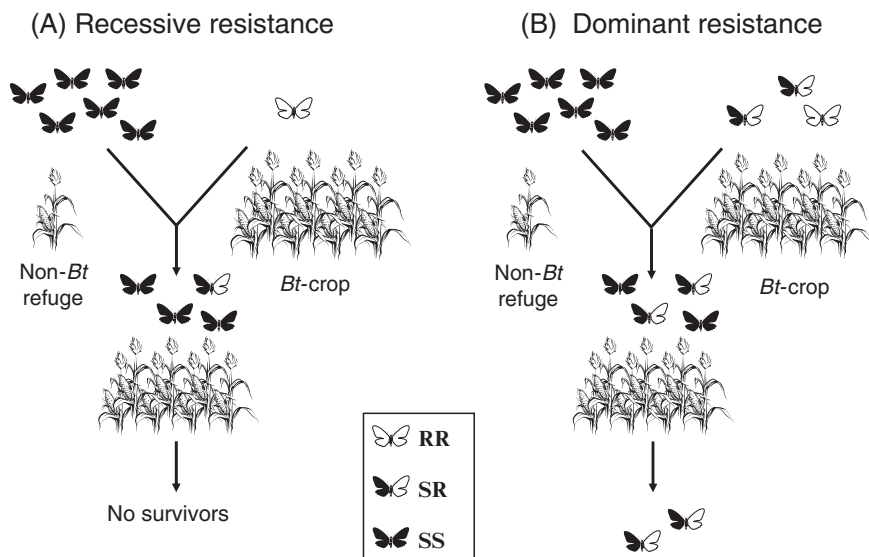 (A) Recessive resistance
Non-Bt
refuge
Bt-crop
No survivors
(B) Dominant resistance
Non-Bt
refuge
Bt-crop
RR
SR
SS